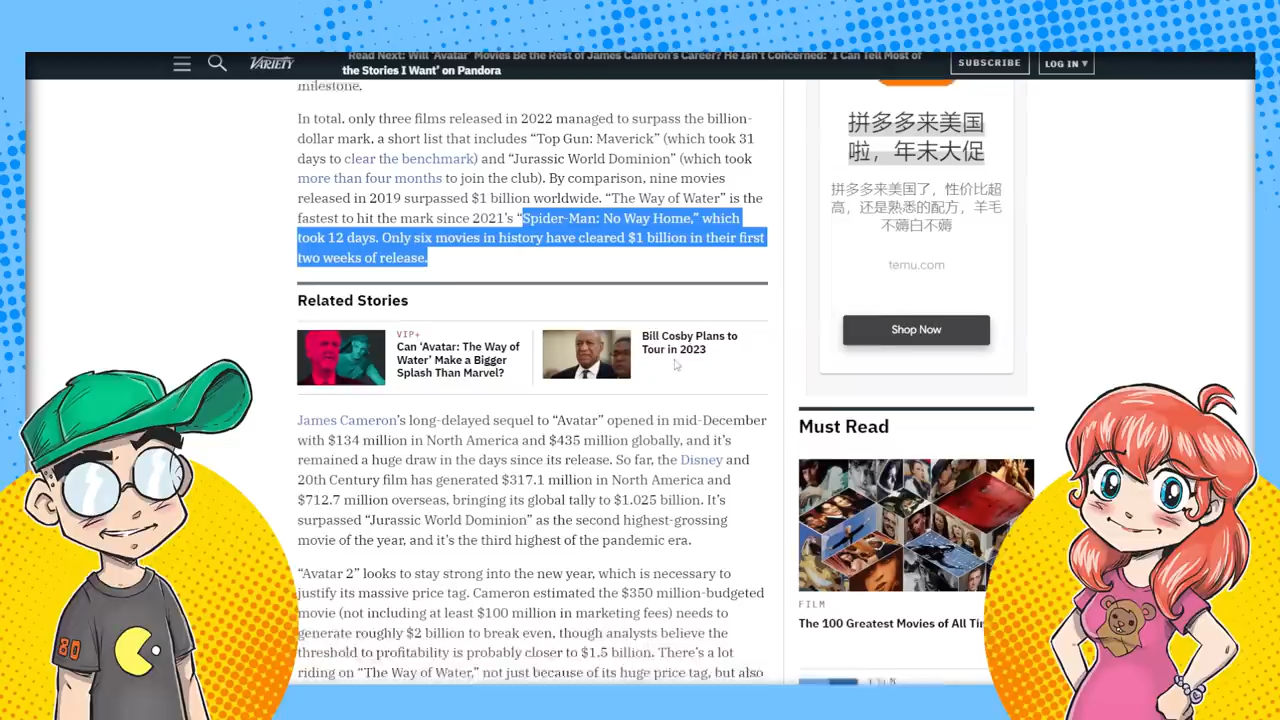 Read Next: Will 'Avatar' Movies Be the Rest of James Cameron's Career? He Isn't Concerned: 'I Can Tell Most of
the Stories I Want' on Pandora
VARIETY
SUBSCRIBE
LOG IN ▾
milestone.
In total, only three films released in 2022 managed to surpass the billion-
dollar mark, a short list that includes “Top Gun: Maverick” (which took 31
days to clear the benchmark) and “Jurassic World Dominion” (which took
more than four months to join the club). By comparison, nine movies
released in 2019 surpassed $1 billion worldwide. “The Way of Water” is the
fastest to hit the mark since 2021’s “Spider-Man: No Way Home,” which
took 12 days. Only six movies in history have cleared $1 billion in their first
two weeks of release.
Related Stories
VIP+
Can ‘Avatar: The Way of
Water’ Make a Bigger
Splash Than Marvel?
Bill Cosby Plans to
Tour in 2023
James Cameron’s long-delayed sequel to “Avatar” opened in mid-December
with $134 million in North America and $435 million globally, and it’s
remained a huge draw in the days since its release. So far, the Disney and
20th Century film has generated $317.1 million in North America and
$712.7 million overseas, bringing its global tally to $1.025 billion. It’s
surpassed “Jurassic World Dominion” as the second highest-grossing
movie of the year, and it’s the third highest of the pandemic era.
“Avatar 2” looks to stay strong into the new year, which is necessary to
justify its massive price tag. Cameron estimated the $350 million-budgeted
movie (not including at least $100 million in marketing fees) needs to
generate roughly $2 billion to break even, though analysts believe the
threshold to profitability is probably closer to $1.5 billion. There’s a lot
riding on “The Way of Water,” not just because of its huge price tag, but also
拼多多来美国
啦，年末大促
拼多多来美国了，性价比超
高，还是熟悉的配方，羊毛
不薅白不薅
temu.com
Shop Now
Must Read
FILM
The 100 Greatest Movies of All Tim
80